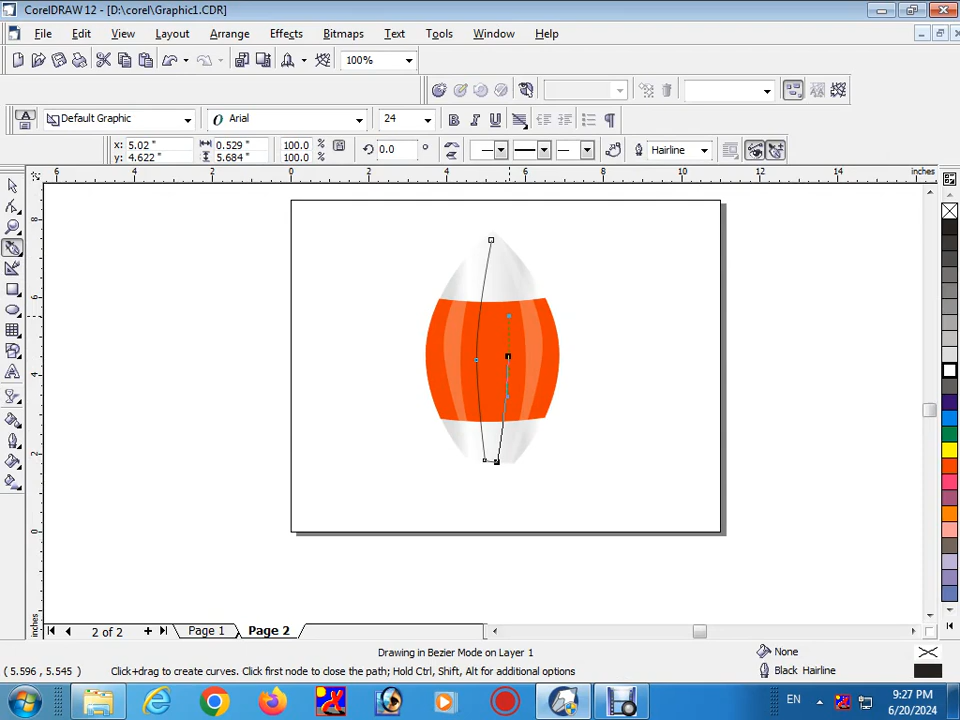 CorelDRAW 12 - [D:\corel\Graphic1.CDR]
File Edit View Layout Arrange Effects Bitmaps Text Tools Window Help
100%
Default Graphic Arial 24
x: 5.02 " 0.529 " 100.0 % 0.0 ° Hairline
y: 4.622 " 5.684 " 100.0 %
6 4 2 0 2 4 6 8 10 12 14 inches
8
6
4
2
0
inches
2 of 2 Page 1 Page 2
Drawing in Bezier Mode on Layer 1 None
( 5.596 , 5.545 ) Click+drag to create curves. Click first node to close the path; Hold Ctrl, Shift, Alt for additional options Black Hairline
EN 9:27 PM
6/20/2024